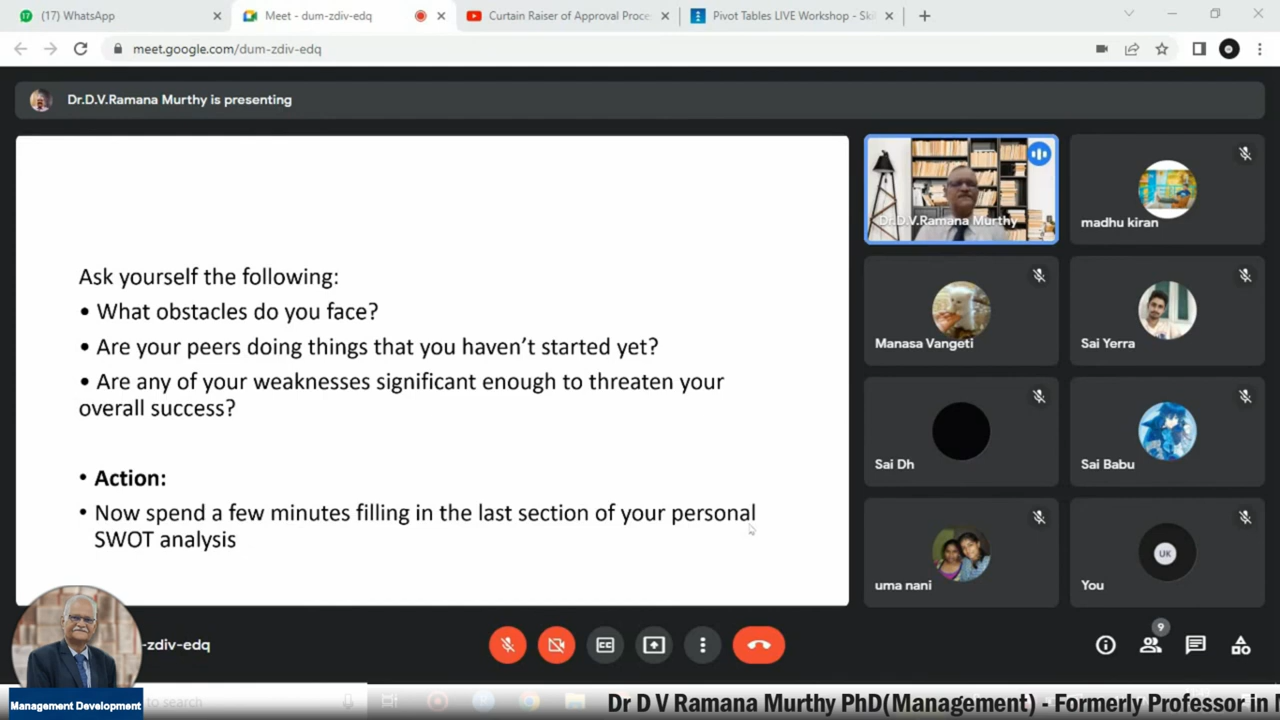 (17) WhatsApp
Meet - dum-zdiv-edq
Curtain Raiser of Approval Proce
Pivot Tables LIVE Workshop - Ski
meet.google.com/dum-zdiv-edq
Dr.D.V.Ramana Murthy is presenting
Ask yourself the following:
• What obstacles do you face?
• Are your peers doing things that you haven't started yet?
• Are any of your weaknesses significant enough to threaten your
overall success?
• Action:
• Now spend a few minutes filling in the last section of your personal
SWOT analysis
Dr.D.V.Ramana Murthy
madhu kiran
Manasa Vangeti
Sai Yerra
Sai Dh
Sai Babu
uma nani
UK
You
-zdiv-edq
CC
9
to search
Management Development
Dr D V Ramana Murthy PhD(Management) - Formerly Professor in